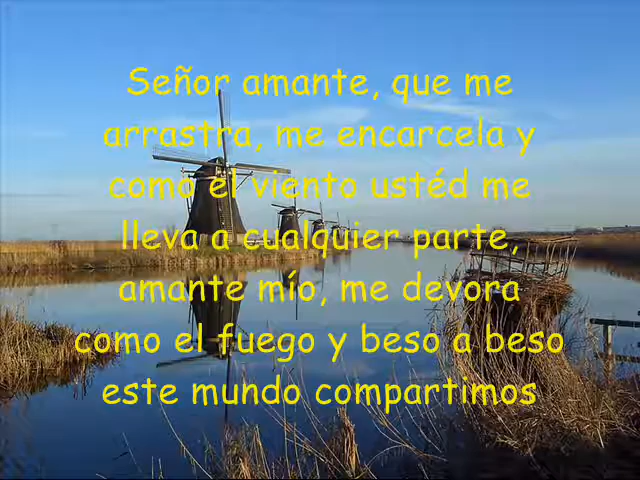 Señor amante, que me
arrastra, me encarcela y
como el viento ustéd me
lleva a cualquier parte,
amante mío, me devora
como el fuego y beso a beso
este mundo compartimos